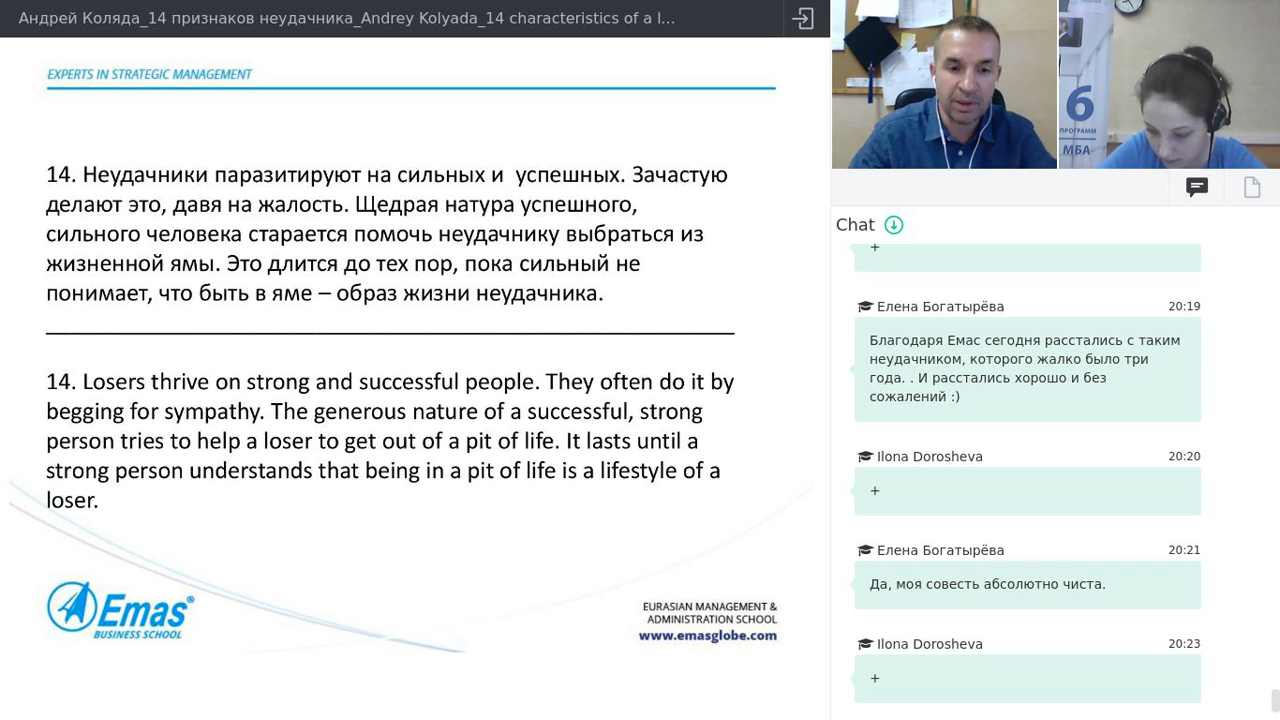 Андрей Коляда_14 признаков неудачника_Andrey Kolyada_14 characteristics of a l...
EXPERTS IN STRATEGIC MANAGEMENT
14. Неудачники паразитируют на сильных и  успешных. Зачастую
делают это, давя на жалость. Щедрая натура успешного,
сильного человека старается помочь неудачнику выбраться из
жизненной ямы. Это длится до тех пор, пока сильный не
понимает, что быть в яме – образ жизни неудачника.
14. Losers thrive on strong and successful people. They often do it by
begging for sympathy. The generous nature of a successful, strong
person tries to help a loser to get out of a pit of life. It lasts until a
strong person understands that being in a pit of life is a lifestyle of a
loser.
Emas®
BUSINESS SCHOOL
EURASIAN MANAGEMENT &
ADMINISTRATION SCHOOL
www.emasglobe.com
6
ПРОГРАММ
МБА
Chat
+
Елена Богатырёва 20:19
Благодаря Емас сегодня расстались с таким
неудачником, которого жалко было три
года. . И расстались хорошо и без
сожалений :)
Ilona Dorosheva 20:20
+
Елена Богатырёва 20:21
Да, моя совесть абсолютно чиста.
Ilona Dorosheva 20:23
+